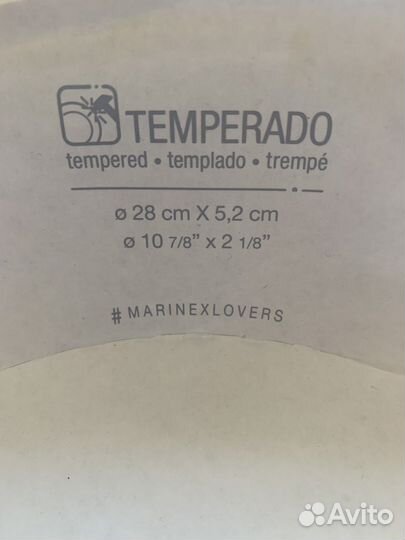 TEMPERADO
tempered • templado • trempé
ø 28 cm X 5,2 cm
ø 10 7/8” x 2 1/8”
#MARINEXLOVERS
Avito